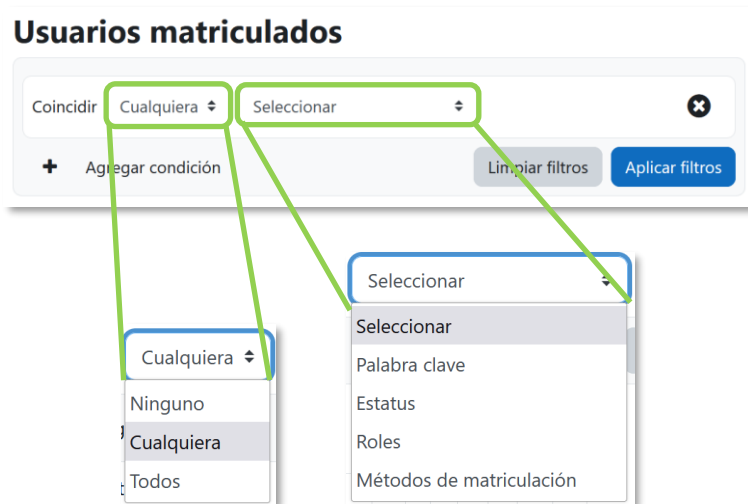 Usuarios matriculados
Coincidir Cualquiera Seleccionar
Agregar condición Limpiar filtros Aplicar filtros
Seleccionar
Seleccionar
Palabra clave
Estatus
Roles
Métodos de matriculación
Cualquiera
Ninguno
Cualquiera
Todos